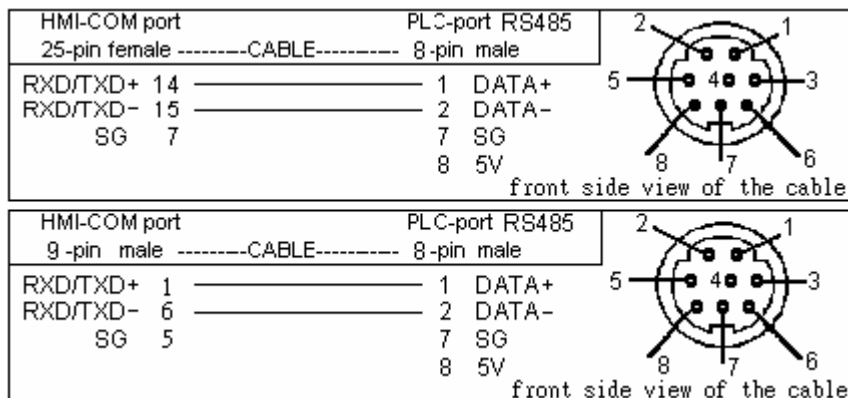 HMI-COM port PLC-port RS485
25-pin female ---------CABLE---------- 8-pin male
RXD/TXD+ 14 1 DATA+
RXD/TXD- 15 2 DATA-
SG 7 7 SG
8 5V
2 1
5 4 3
8 7 6
front side view of the cable
HMI-COM port PLC-port RS485
9-pin male ---------CABLE---------- 8-pin male
RXD/TXD+ 1 1 DATA+
RXD/TXD- 6 2 DATA-
SG 5 7 SG
8 5V
2 1
5 4 3
8 7 6
front side view of the cable